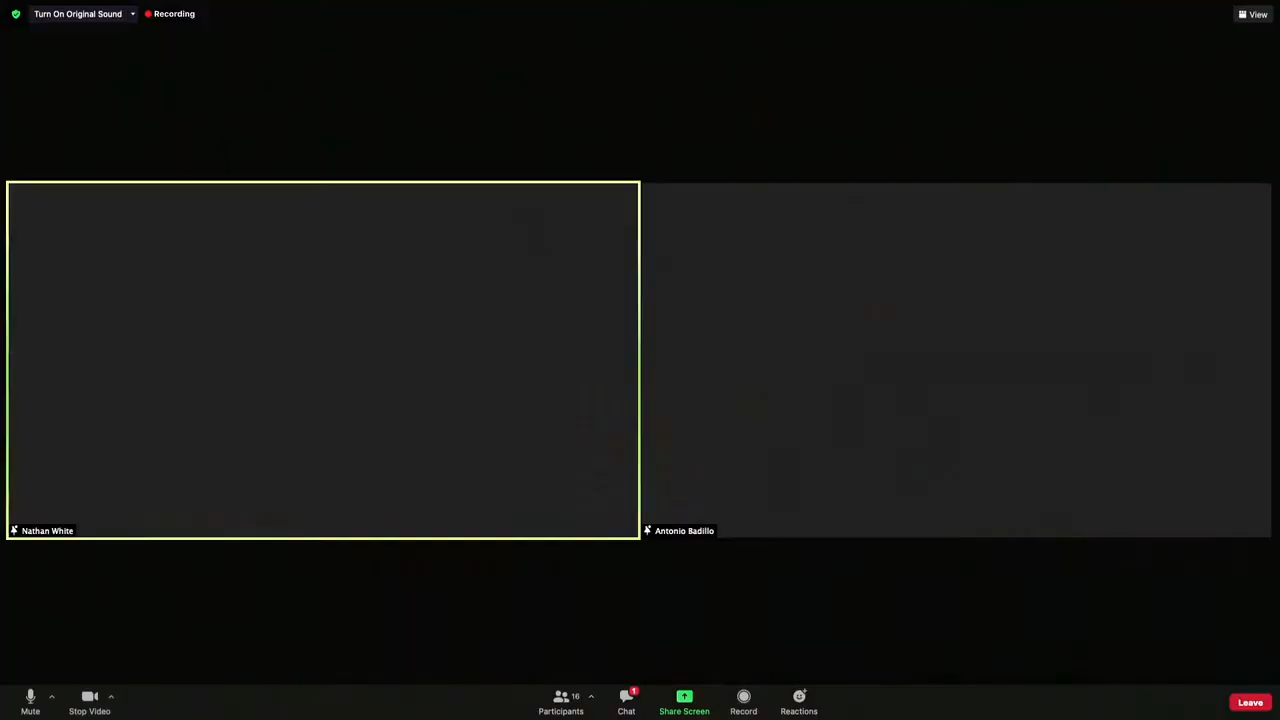 Turn On Original Sound
Recording
View
Nathan White
Antonio Badillo
Mute
Stop Video
16
Participants
1
Chat
Share Screen
Record
Reactions
Leave